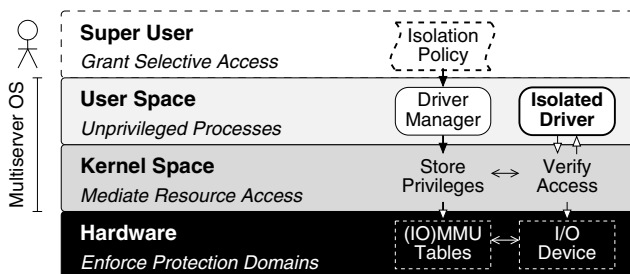 Super User
Grant Selective Access
Isolation
Policy
Multiserver OS
User Space
Unprivileged Processes
Driver
Manager
Isolated
Driver
Kernel Space
Mediate Resource Access
Store
Privileges
Verify
Access
Hardware
Enforce Protection Domains
(IO)MMU
Tables
I/O
Device